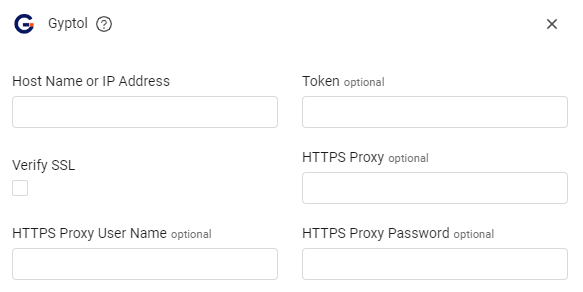 G Gyptol ?
Host Name or IP Address
Token optional
Verify SSL
HTTPS Proxy optional
HTTPS Proxy User Name optional
HTTPS Proxy Password optional